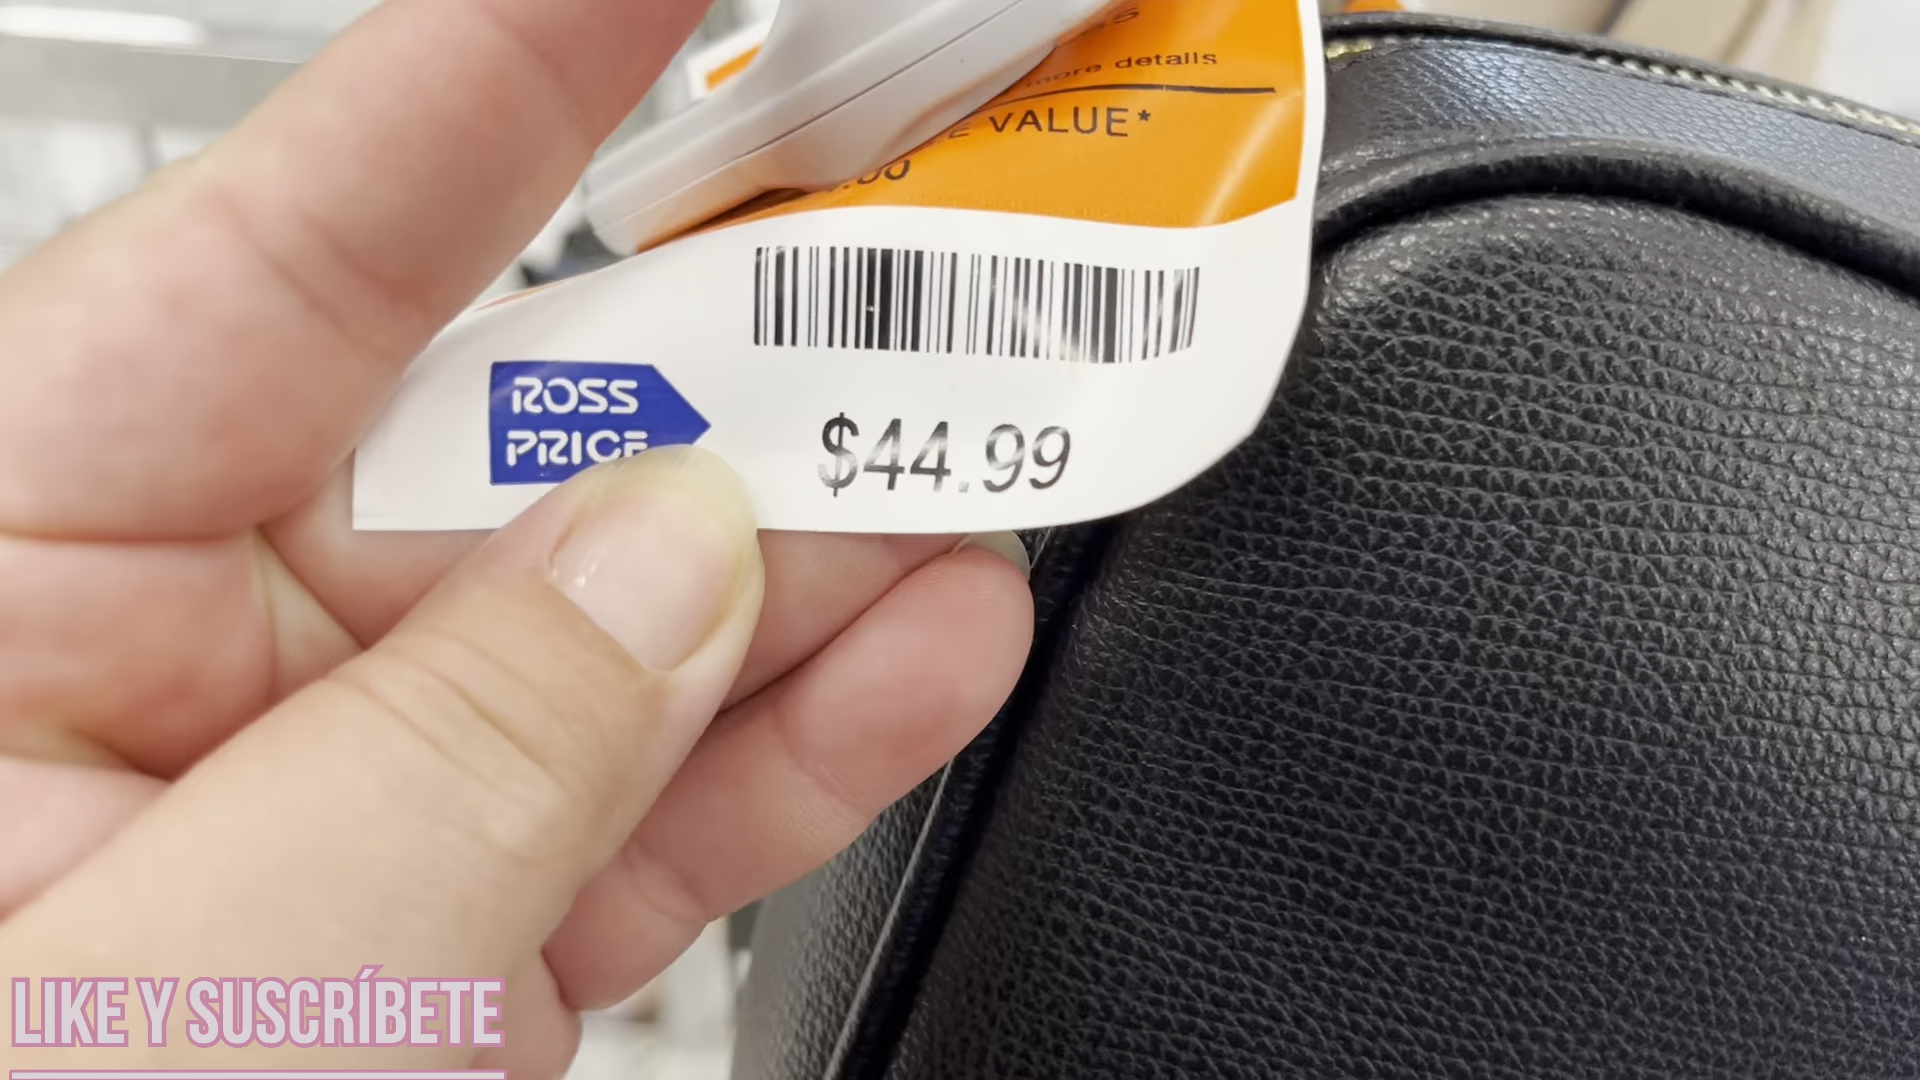 more details
VALUE*
ROSS
PRICE
$44.99
LIKE Y SUSCRÍBETE